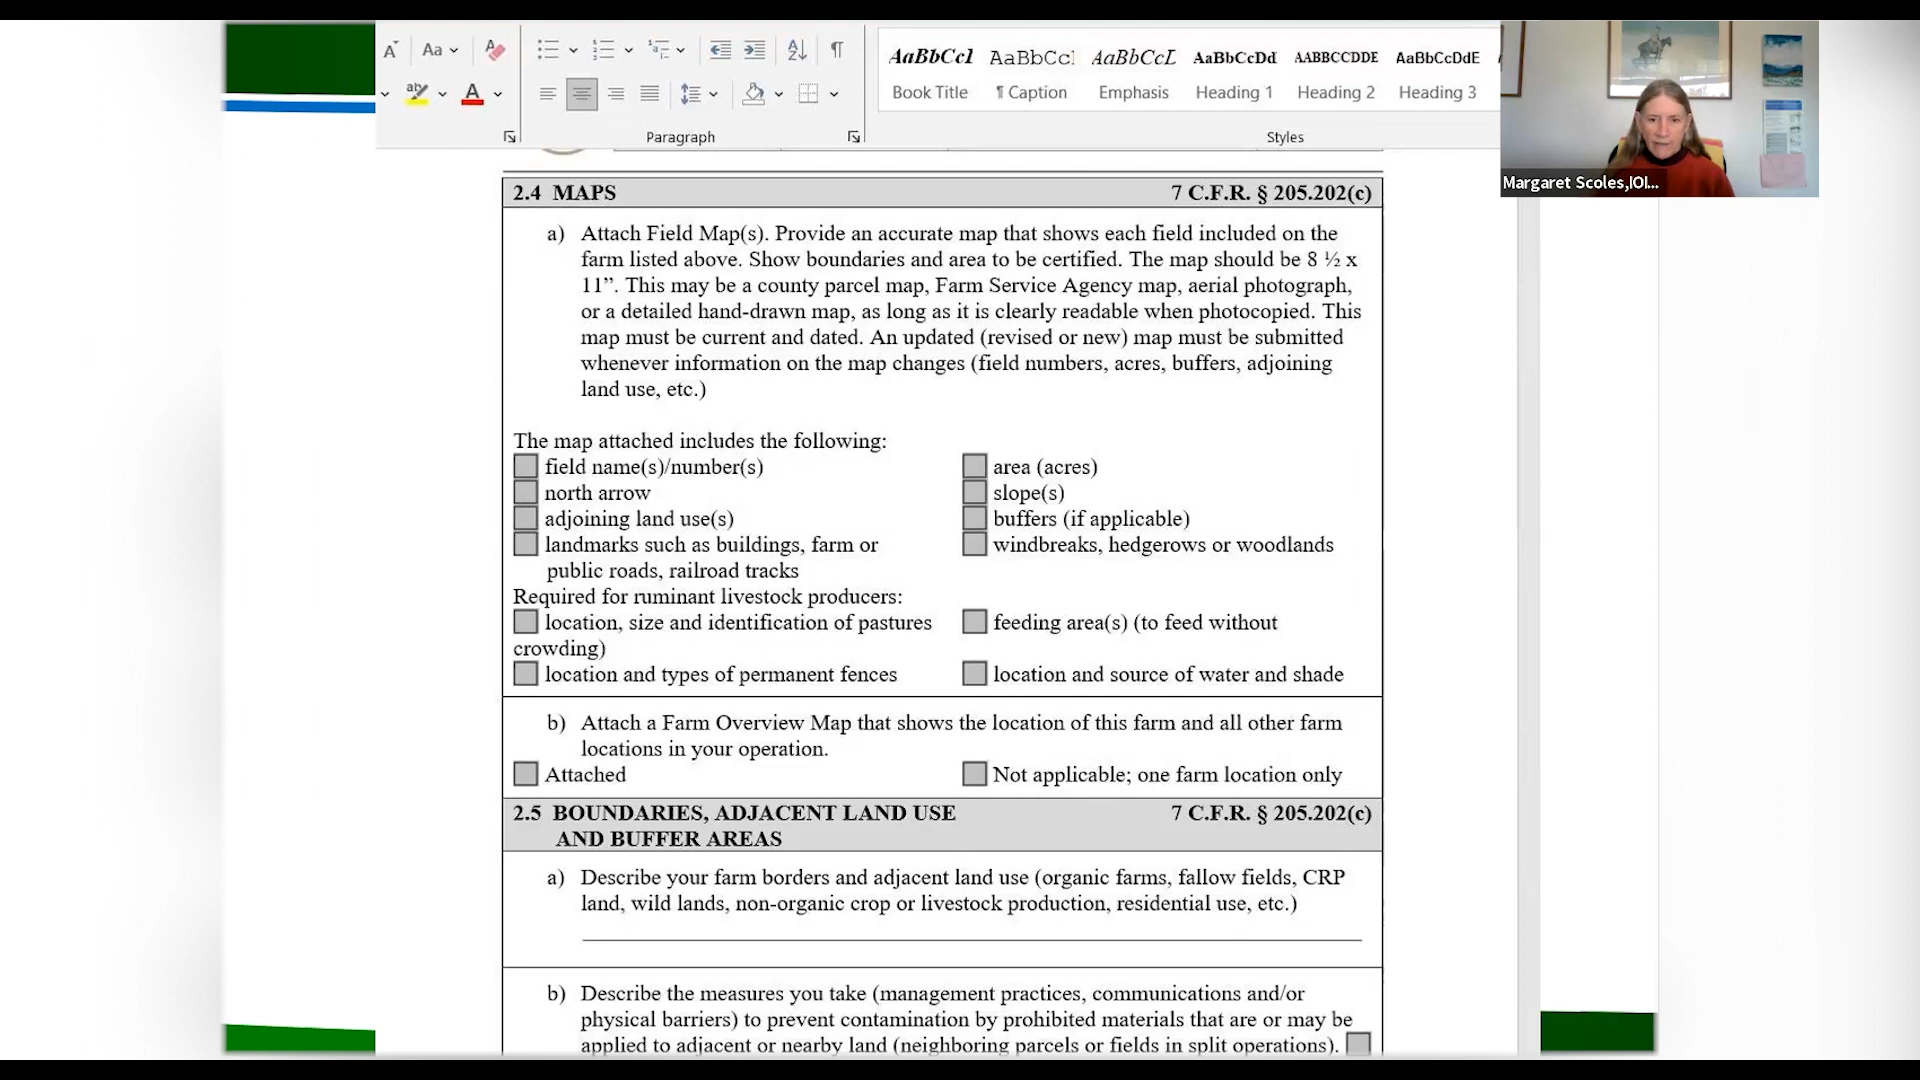 Aa
AaBbCcI
AaBbCcI
AaBbCcL
AaBbCcDd
AABBCCDDE
AaBbCcDdE
Book Title
¶ Caption
Emphasis
Heading 1
Heading 2
Heading 3
Paragraph
Styles
Margaret Scoles,IOI...
2.4 MAPS
7 C.F.R. § 205.202(c)
a) Attach Field Map(s). Provide an accurate map that shows each field included on the
farm listed above. Show boundaries and area to be certified. The map should be 8 ½ x
11”. This may be a county parcel map, Farm Service Agency map, aerial photograph,
or a detailed hand-drawn map, as long as it is clearly readable when photocopied. This
map must be current and dated. An updated (revised or new) map must be submitted
whenever information on the map changes (field numbers, acres, buffers, adjoining
land use, etc.)
The map attached includes the following:
field name(s)/number(s)
area (acres)
north arrow
slope(s)
adjoining land use(s)
buffers (if applicable)
landmarks such as buildings, farm or
windbreaks, hedgerows or woodlands
public roads, railroad tracks
Required for ruminant livestock producers:
location, size and identification of pastures
feeding area(s) (to feed without
crowding)
location and types of permanent fences
location and source of water and shade
b) Attach a Farm Overview Map that shows the location of this farm and all other farm
locations in your operation.
Attached
Not applicable; one farm location only
2.5 BOUNDARIES, ADJACENT LAND USE
7 C.F.R. § 205.202(c)
AND BUFFER AREAS
a) Describe your farm borders and adjacent land use (organic farms, fallow fields, CRP
land, wild lands, non-organic crop or livestock production, residential use, etc.)
b) Describe the measures you take (management practices, communications and/or
physical barriers) to prevent contamination by prohibited materials that are or may be
applied to adjacent or nearby land (neighboring parcels or fields in split operations).